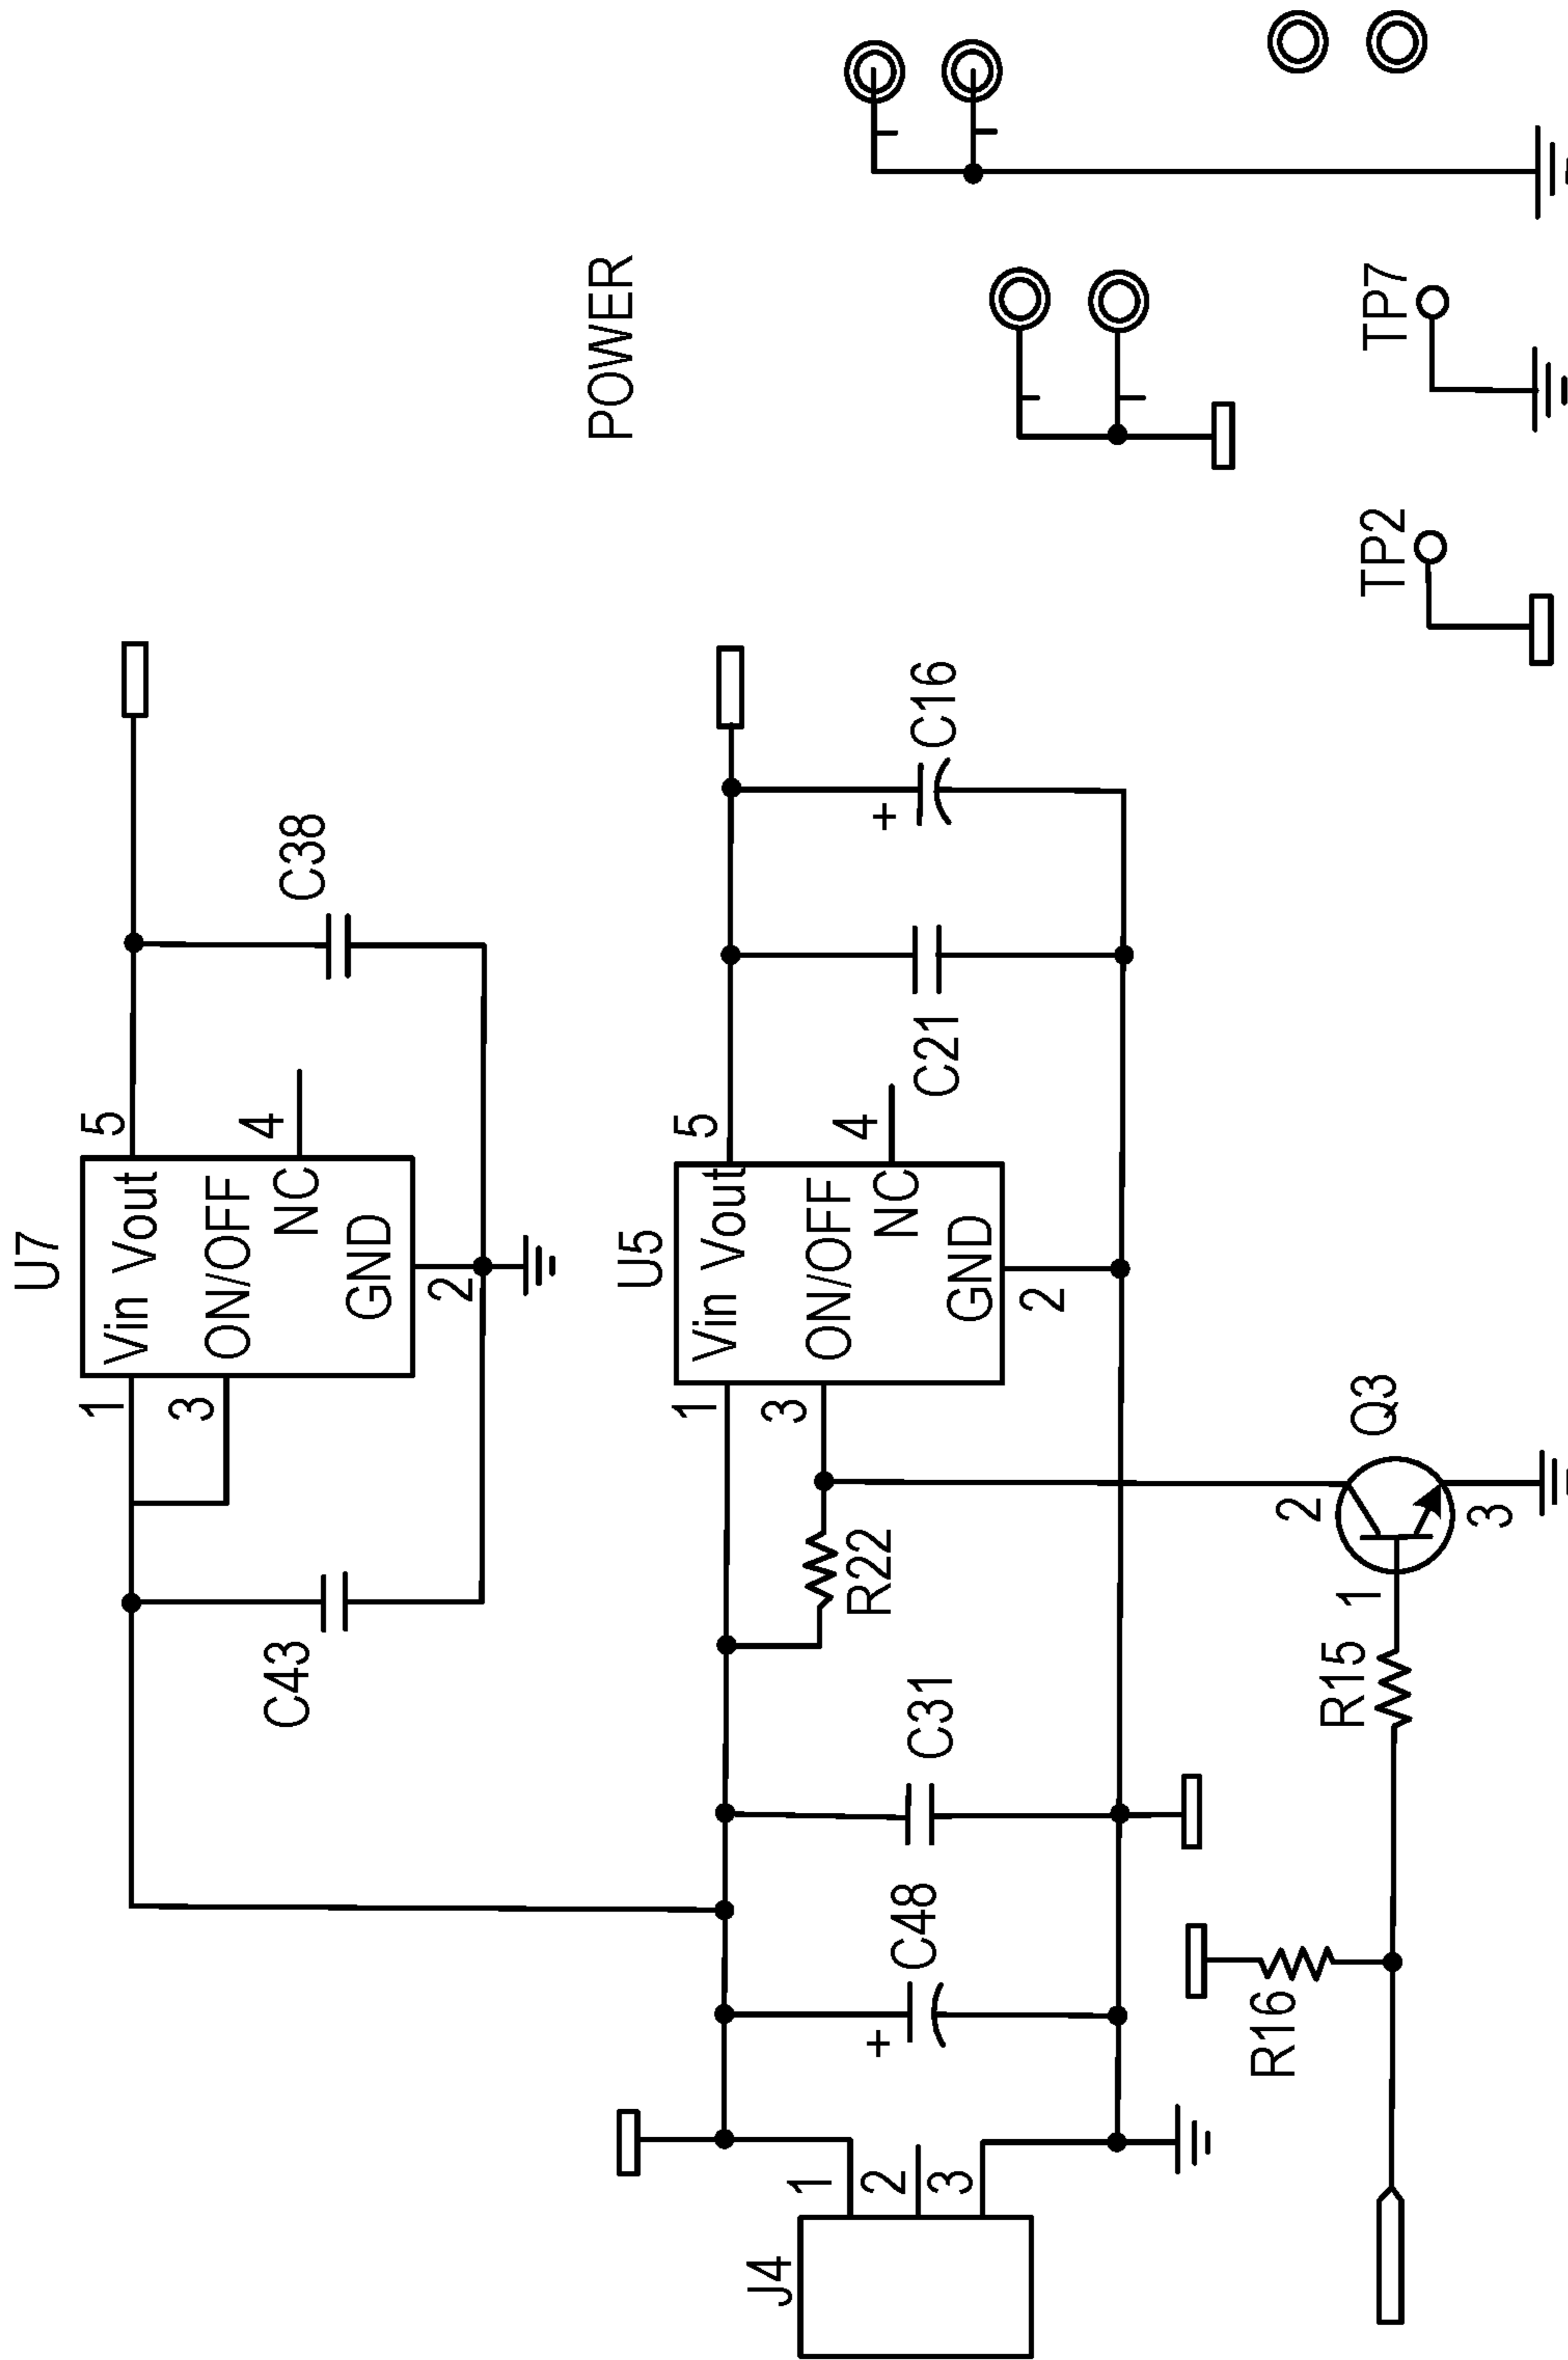 U7
1
Vin Vout
5
3
ON/OFF
NC
4
GND
2
C43
C38
POWER
U5
1
Vin Vout
5
3
ON/OFF
NC
4
GND
2
R22
C48
C31
C21
+
C16
+
J4
1
2
3
R16
R15
1
2
3
Q3
TP2
TP7